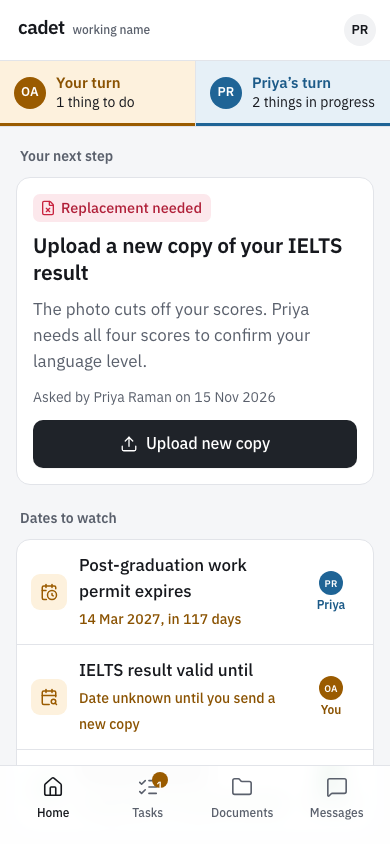 cadet working name PR
OA Your turn
1 thing to do
PR Priya's turn
2 things in progress
Your next step
Replacement needed
Upload a new copy of your IELTS
result
The photo cuts off your scores. Priya
needs all four scores to confirm your
language level.
Asked by Priya Raman on 15 Nov 2026
Upload new copy
Dates to watch
Post-graduation work
permit expires
14 Mar 2027, in 117 days
PR
Priya
IELTS result valid until
Date unknown until you send a
new copy
OA
You
1
Home Tasks Documents Messages